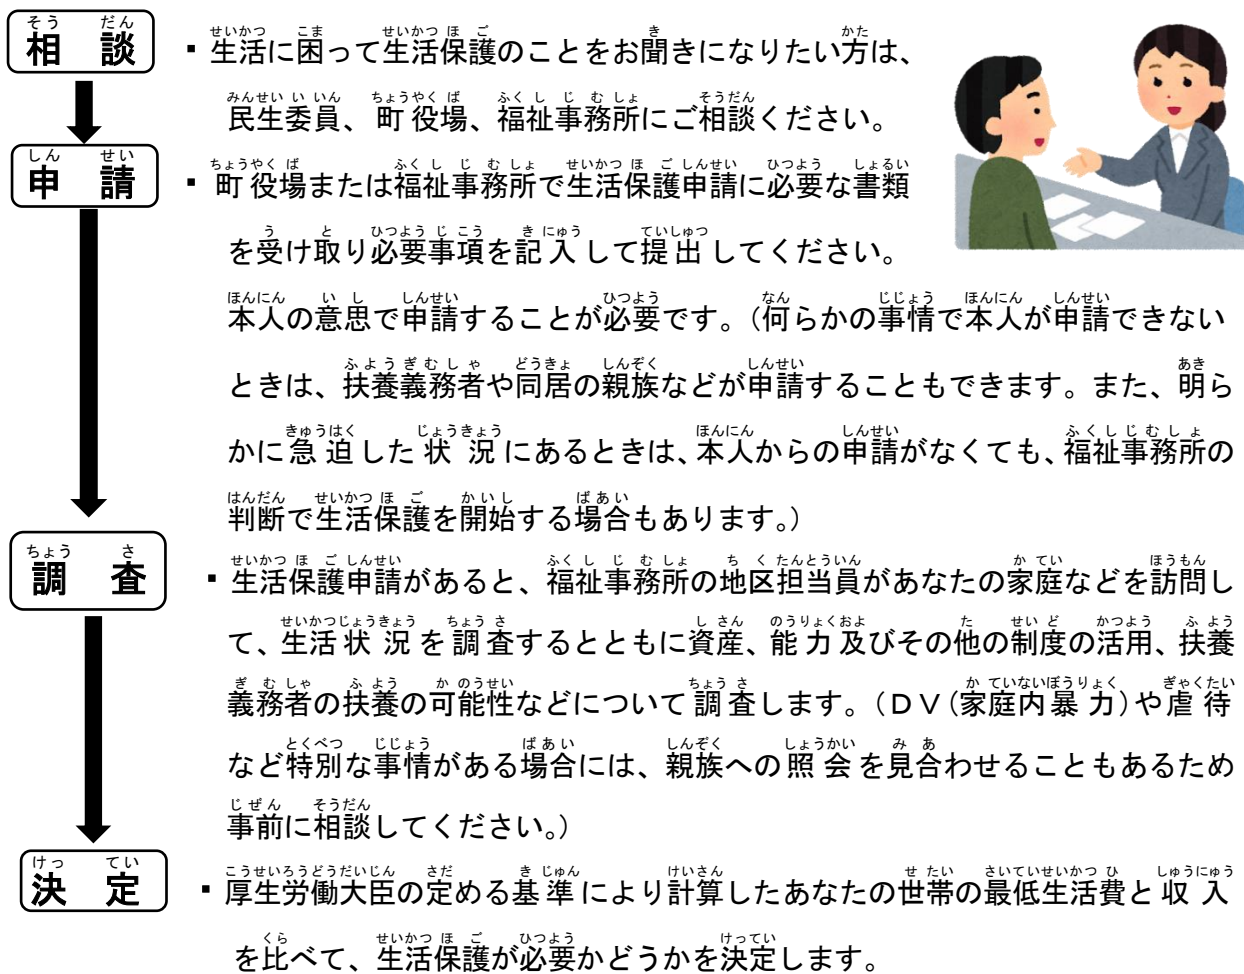 相談
・生活に困って生活保護のことをお聞きになりたい方は、
民生委員、町役場、福祉事務所にご相談ください。
申請
・町役場または福祉事務所で生活保護申請に必要な書類
を受け取り必要事項を記入して提出してください。
本人の意思で申請することが必要です。(何らかの事情で本人が申請できない
ときは、扶養義務者や同居の親族などが申請することもできます。また、明ら
かに急迫した状況にあるときは、本人からの申請がなくても、福祉事務所の
判断で生活保護を開始する場合もあります。)
調査
・生活保護申請があると、福祉事務所の地区担当員があなたの家庭などを訪問し
て、生活状況を調査するとともに資産、能力及びその他の制度の活用、扶養
義務者の扶養の可能性などについて調査します。(DV(家庭内暴力)や虐待
など特別な事情がある場合には、親族への照会を見合わせることもあるため
事前に相談してください。)
決定
・厚生労働大臣の定める基準により計算したあなたの世帯の最低生活費と収入
を比べて、生活保護が必要かどうかを決定します。